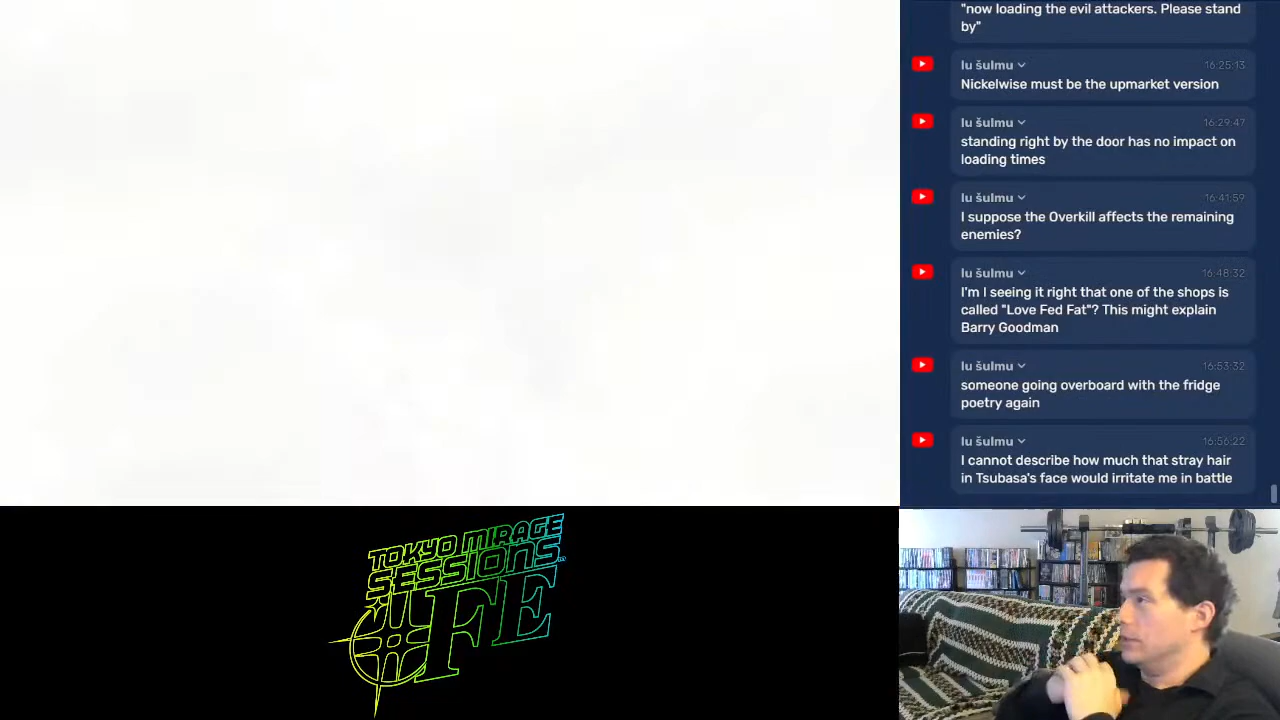 "now loading the evil attackers. Please stand
by"
lu šulmu 16:25:13
Nickelwise must be the upmarket version
lu šulmu 16:29:47
standing right by the door has no impact on
loading times
lu šulmu 16:41:59
I suppose the Overkill affects the remaining
enemies?
lu šulmu 16:48:32
I'm I seeing it right that one of the shops is
called "Love Fed Fat"? This might explain
Barry Goodman
lu šulmu 16:53:32
someone going overboard with the fridge
poetry again
lu šulmu 16:56:22
I cannot describe how much that stray hair
in Tsubasa's face would irritate me in battle
TOKYO MIRAGE
SESSIONS
#FE